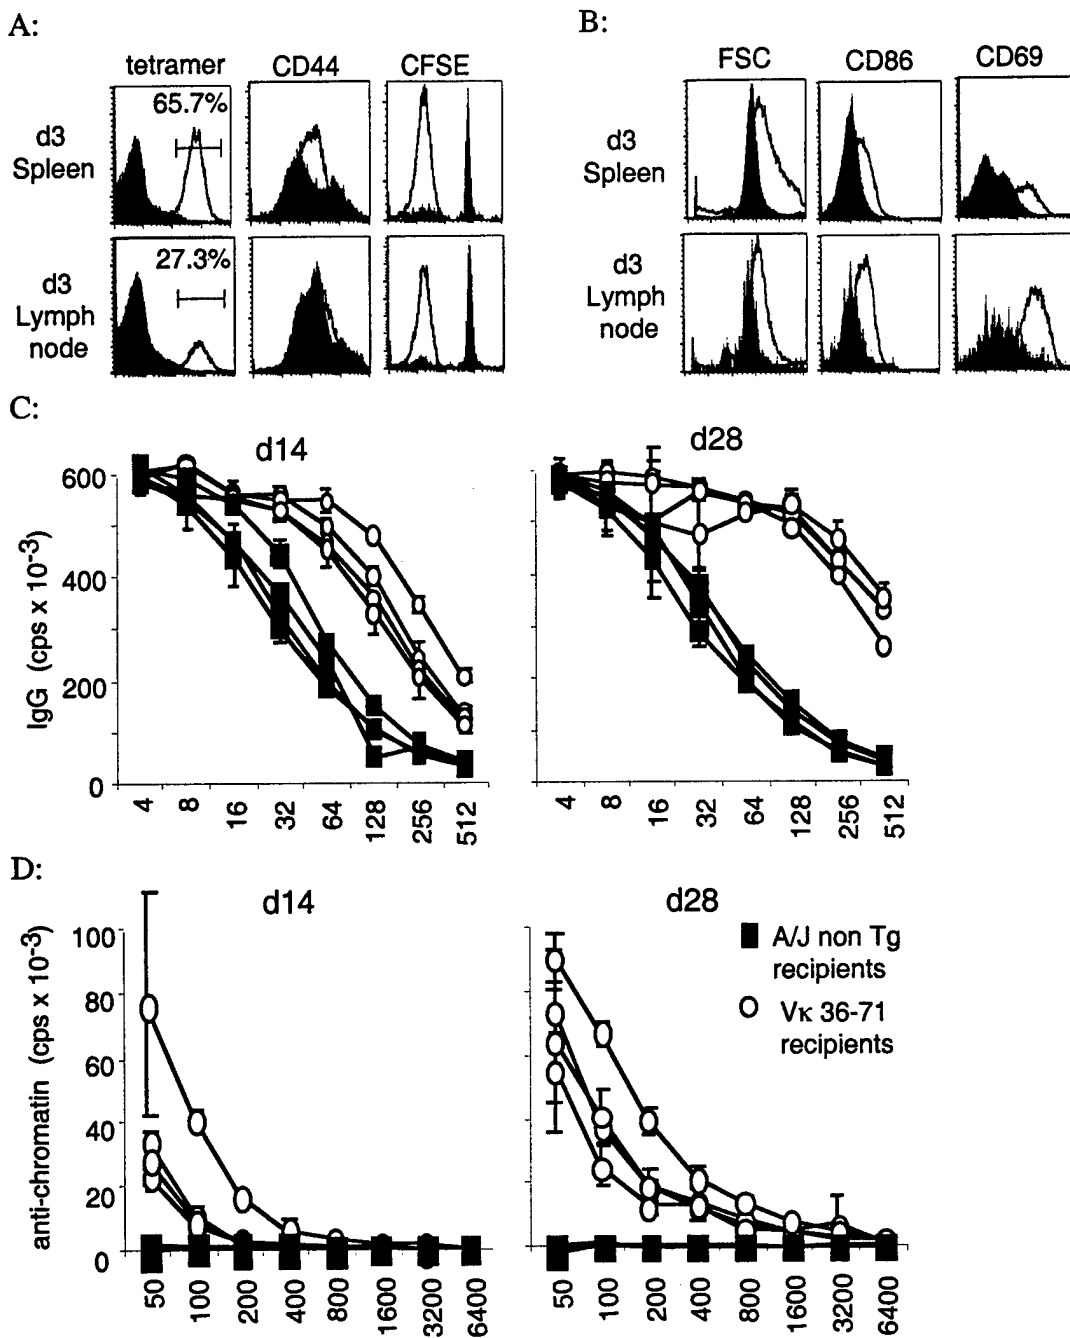 A:
B:
tetramer CD44 CFSE
FSC CD86 CD69
65.7%
d3
Spleen
d3
Spleen
27.3%
d3
Lymph
node
d3
Lymph
node
C:
d14
d28
IgG (cps x 10-3)
600
400
200
0
4 8 16 32 64 128 256 512
4 8 16 32 64 128 256 512
D:
d14
d28
anti-chromatin (cps x 10-3)
100
80
60
40
20
0
50 100 200 400 800 1600 3200 6400
50 100 200 400 800 1600 3200 6400
A/J non Tg
recipients
Vκ 36-71
recipients